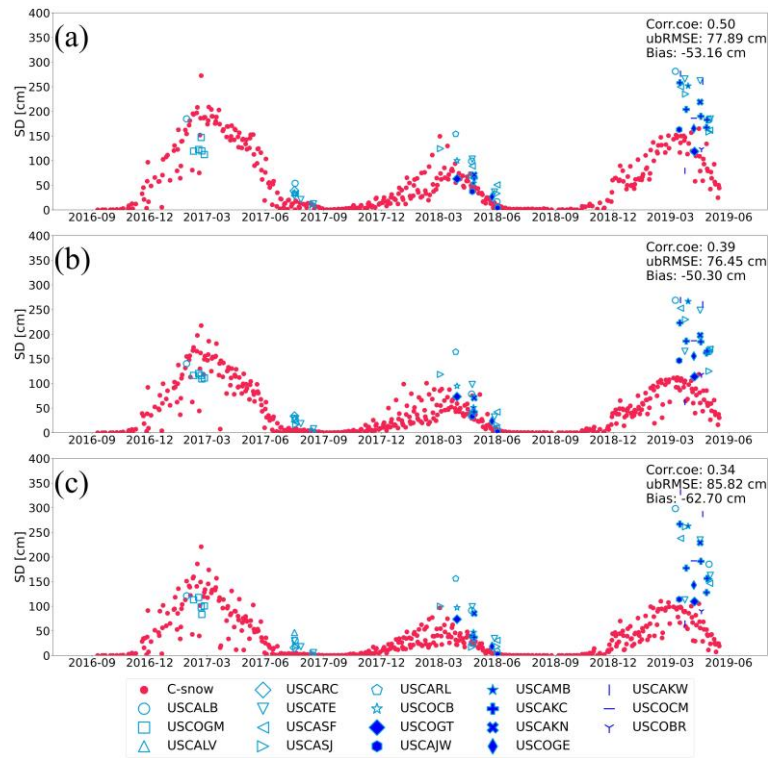 (a)
Corr.coe: 0.50
ubRMSE: 77.89 cm
Bias: -53.16 cm
SD [cm]
400
350
300
250
200
150
100
50
0
2016-09 2016-12 2017-03 2017-06 2017-09 2017-12 2018-03 2018-06 2018-09 2018-12 2019-03 2019-06
(b)
Corr.coe: 0.39
ubRMSE: 76.45 cm
Bias: -50.30 cm
SD [cm]
400
350
300
250
200
150
100
50
0
2016-09 2016-12 2017-03 2017-06 2017-09 2017-12 2018-03 2018-06 2018-09 2018-12 2019-03 2019-06
(c)
Corr.coe: 0.34
ubRMSE: 85.82 cm
Bias: -62.70 cm
SD [cm]
400
350
300
250
200
150
100
50
0
2016-09 2016-12 2017-03 2017-06 2017-09 2017-12 2018-03 2018-06 2018-09 2018-12 2019-03 2019-06
C-snow USCARC USCARL USCAMB USCAKW
USCALB USCATE USCOCB USCAKC USCOCM
USCOGM USCASF USCOGT USCAKN USCOBR
USCALV USCASJ USCAJW USCOGE